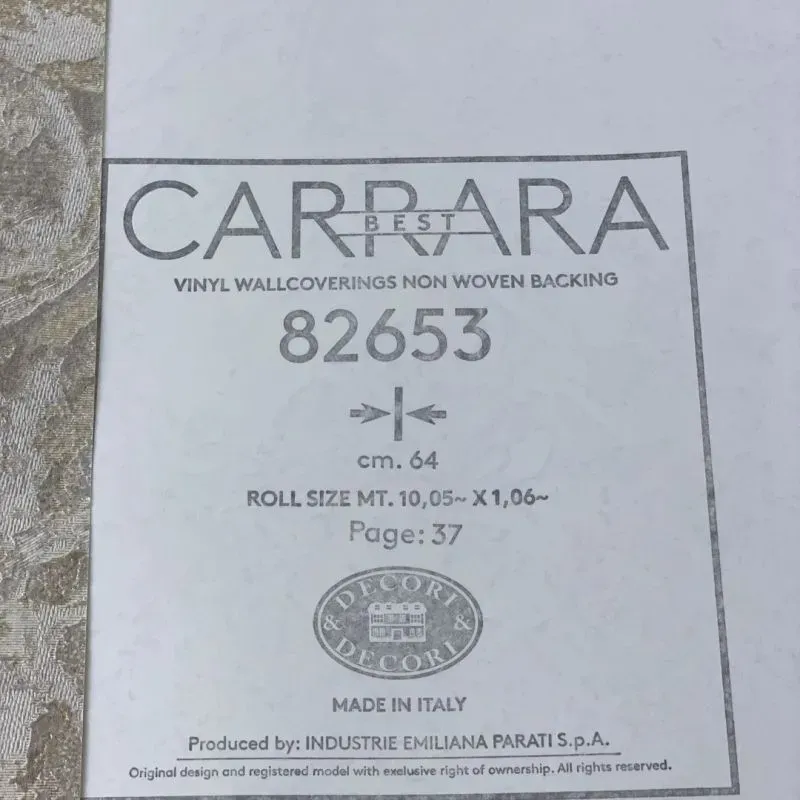 CARRARA
BEST
VINYL WALLCOVERINGS NON WOVEN BACKING
82653
cm. 64
ROLL SIZE MT. 10,05~ X 1,06~
Page: 37
DECORI
& &
DECORI
MADE IN ITALY
Produced by: INDUSTRIE EMILIANA PARATI S.p.A.
Original design and registered model with exclusive right of ownership. All rights reserved.